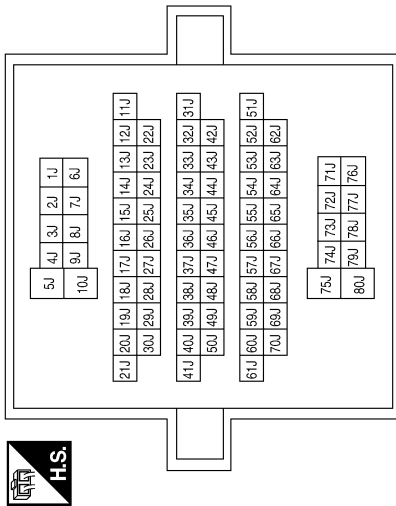 H.S.
5J 4J 3J 2J 1J
10J 9J 8J 7J 6J
21J 20J 19J 18J 17J 16J 15J 14J 13J 12J 11J
30J 29J 28J 27J 26J 25J 24J 23J 22J
41J 40J 39J 38J 37J 36J 35J 34J 33J 32J 31J
50J 49J 48J 47J 46J 45J 44J 43J 42J
61J 60J 59J 58J 57J 56J 55J 54J 53J 52J 51J
70J 69J 68J 67J 66J 65J 64J 63J 62J
75J 74J 73J 72J 71J
80J 79J 78J 77J 76J